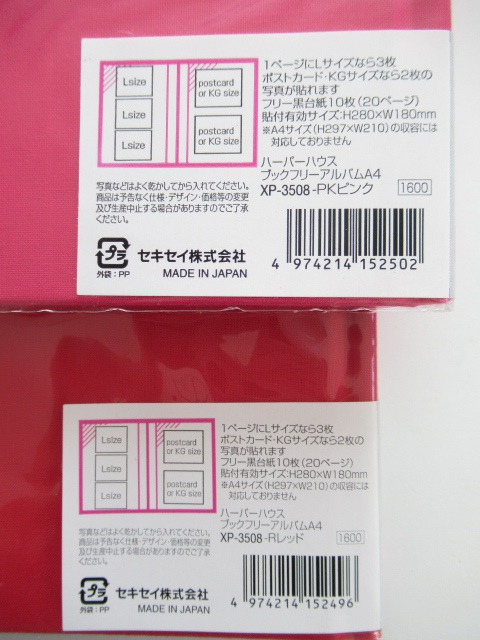 Lsize
Lsize
Lsize
postcard
or KG size
postcard
or KG size
1ページにLサイズなら3枚
ポストカード・KGサイズなら2枚の
写真が貼れます
フリー黒台紙10枚（20ページ）
貼付有効サイズ:H280×W180mm
※A4サイズ（H297×W210）の収容には
対応しておりません
ハーパーハウス
ブックフリーアルバムA4
XP-3508-PKピンク 1600
写真などはよく乾かしてから入れてください。
商品は予告なく仕様・デザイン・価格等の変更
及び生産中止する場合がありますのでご了承
ください。
プラ
外袋:PP
セキセイ株式会社
MADE IN JAPAN
4 974214 152502
Lsize
Lsize
Lsize
postcard
or KG size
postcard
or KG size
1ページにLサイズなら3枚
ポストカード・KGサイズなら2枚の
写真が貼れます
フリー黒台紙10枚（20ページ）
貼付有効サイズ:H280×W180mm
※A4サイズ（H297×W210）の収容には
対応しておりません
ハーパーハウス
ブックフリーアルバムA4
XP-3508-Rレッド 1600
写真などはよく乾かしてから入れてください。
商品は予告なく仕様・デザイン・価格等の変更
及び生産中止する場合がありますのでご了承
ください。
プラ
外袋:PP
セキセイ株式会社
MADE IN JAPAN
4 974214 152496